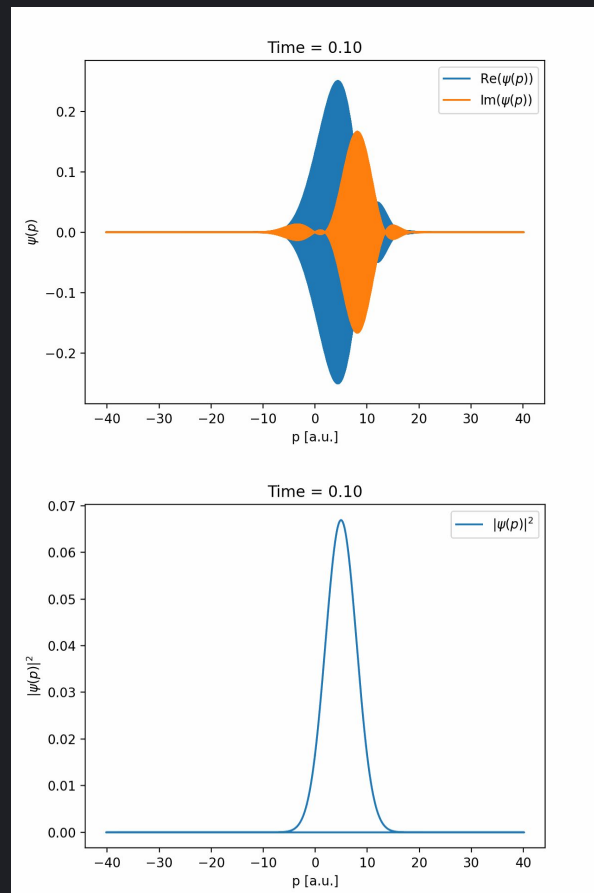 Time = 0.10
Re(ψ(p))
Im(ψ(p))
0.2
0.1
0.0
−0.1
−0.2
ψ(p)
−40 −30 −20 −10 0 10 20 30 40
p [a.u.]
Time = 0.10
|ψ(p)|²
0.07
0.06
0.05
0.04
0.03
0.02
0.01
0.00
|ψ(p)|²
−40 −30 −20 −10 0 10 20 30 40
p [a.u.]